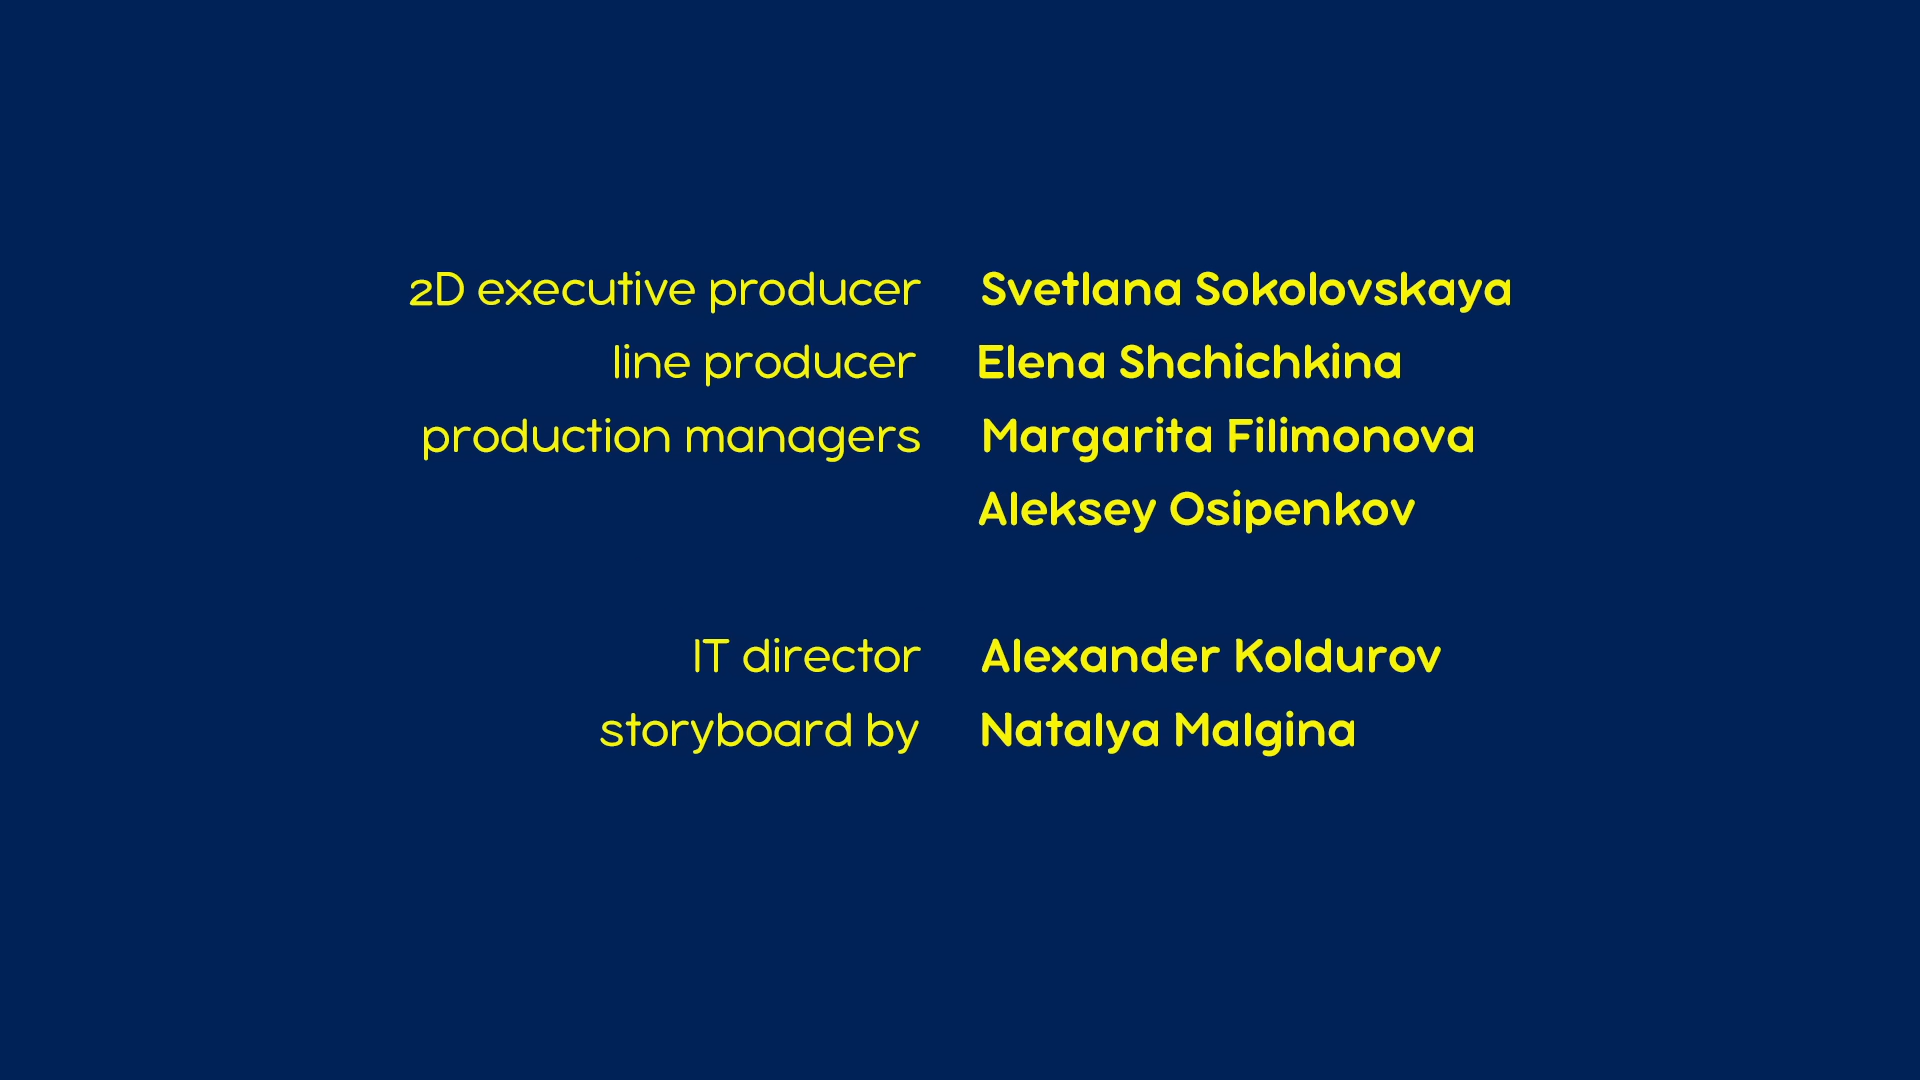 2D executive producer Svetlana Sokolovskaya
line producer Elena Shchichkina
production managers Margarita Filimonova
Aleksey Osipenkov
IT director Alexander Koldurov
storyboard by Natalya Malgina